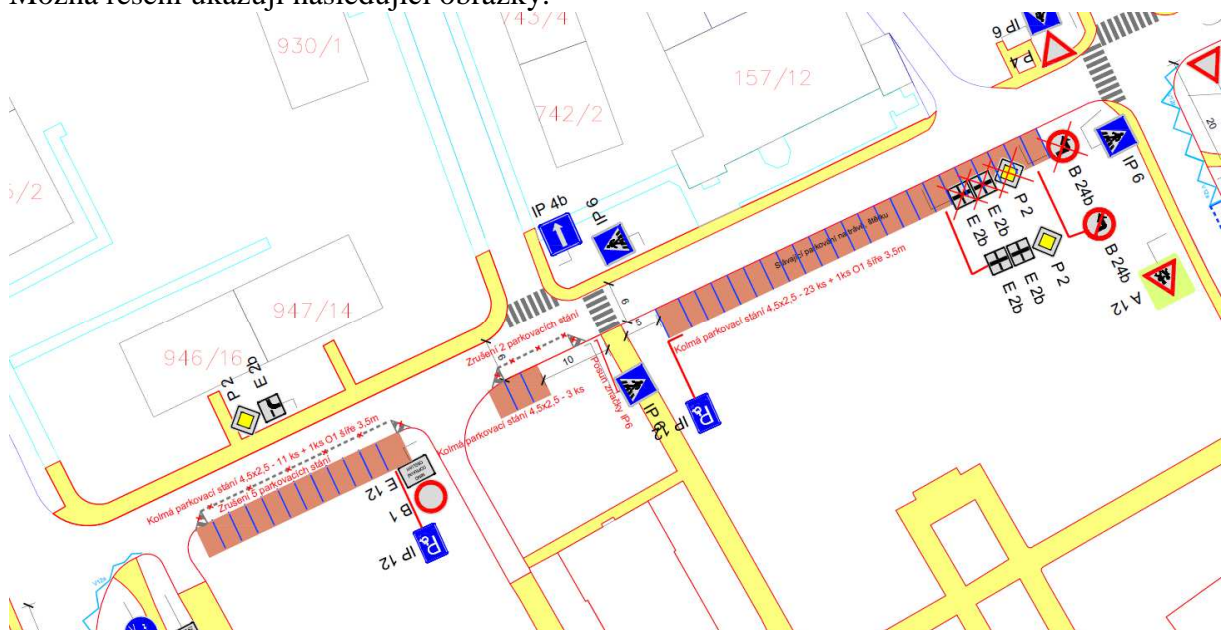 Možná řešení ukazují následující obrázky:
743/4
930/1
IP 6
P4
157/12
742/2
20
IP 6
B 24b
P 2
E 2b
E 2b
Stávající parkování na trávě, štěrku
IP 4b
IP 6
B 24b
P 2
E 2b
E 2b
A 12
Kolmá parkovací stání 4,5x2,5 - 23 ks + 1ks O1 šíře 3,5m
6
5
947/14
Zrušení 2 parkovacích stání
6
10
946/16
P 2
E 2b
Posun značky IP6
Kolmá parkovací stání 4,5x2,5 - 3 ks
IP 6
IP 12
Kolmá parkovací stání 4,5x2,5 - 11 ks + 1ks O1 šíře 3,5m
Zrušení 5 parkovacích stání
E 12
B 1
IP 12